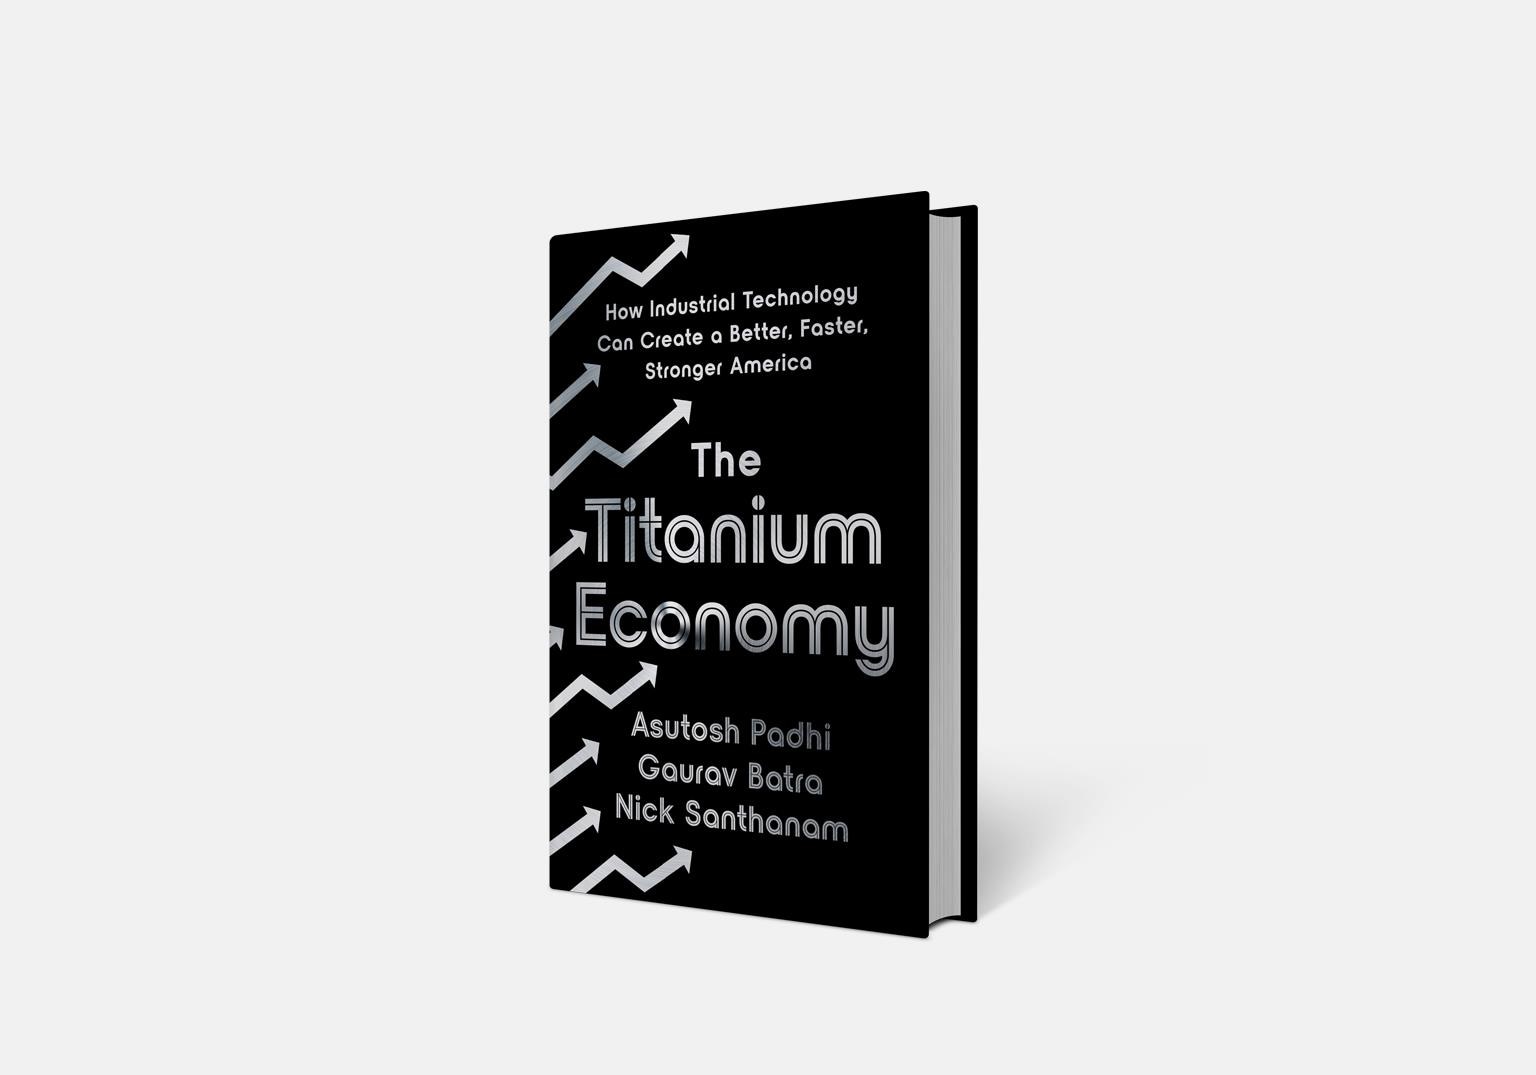 How Industrial Technology
Can Create a Better, Faster,
Stronger America
The
Titanium
Economy
Asutosh Padhi
Gaurav Batra
Nick Santhanam